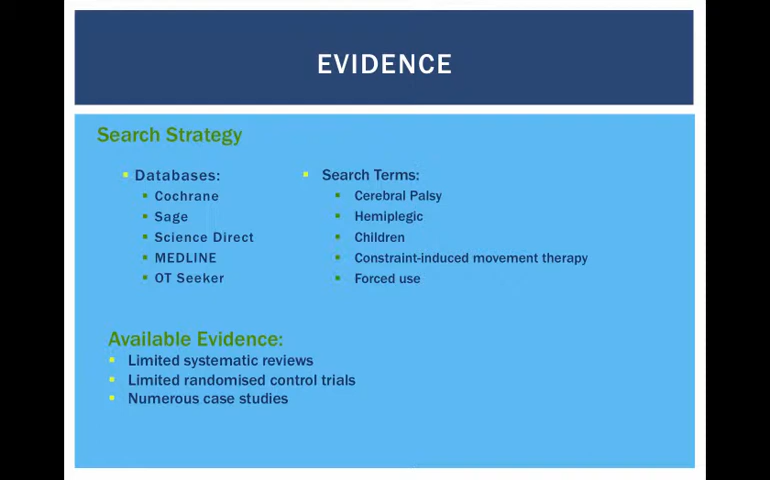 EVIDENCE
Search Strategy
Databases:
Cochrane
Sage
Science Direct
MEDLINE
OT Seeker
Search Terms:
Cerebral Palsy
Hemiplegic
Children
Constraint-induced movement therapy
Forced use
Available Evidence:
Limited systematic reviews
Limited randomised control trials
Numerous case studies